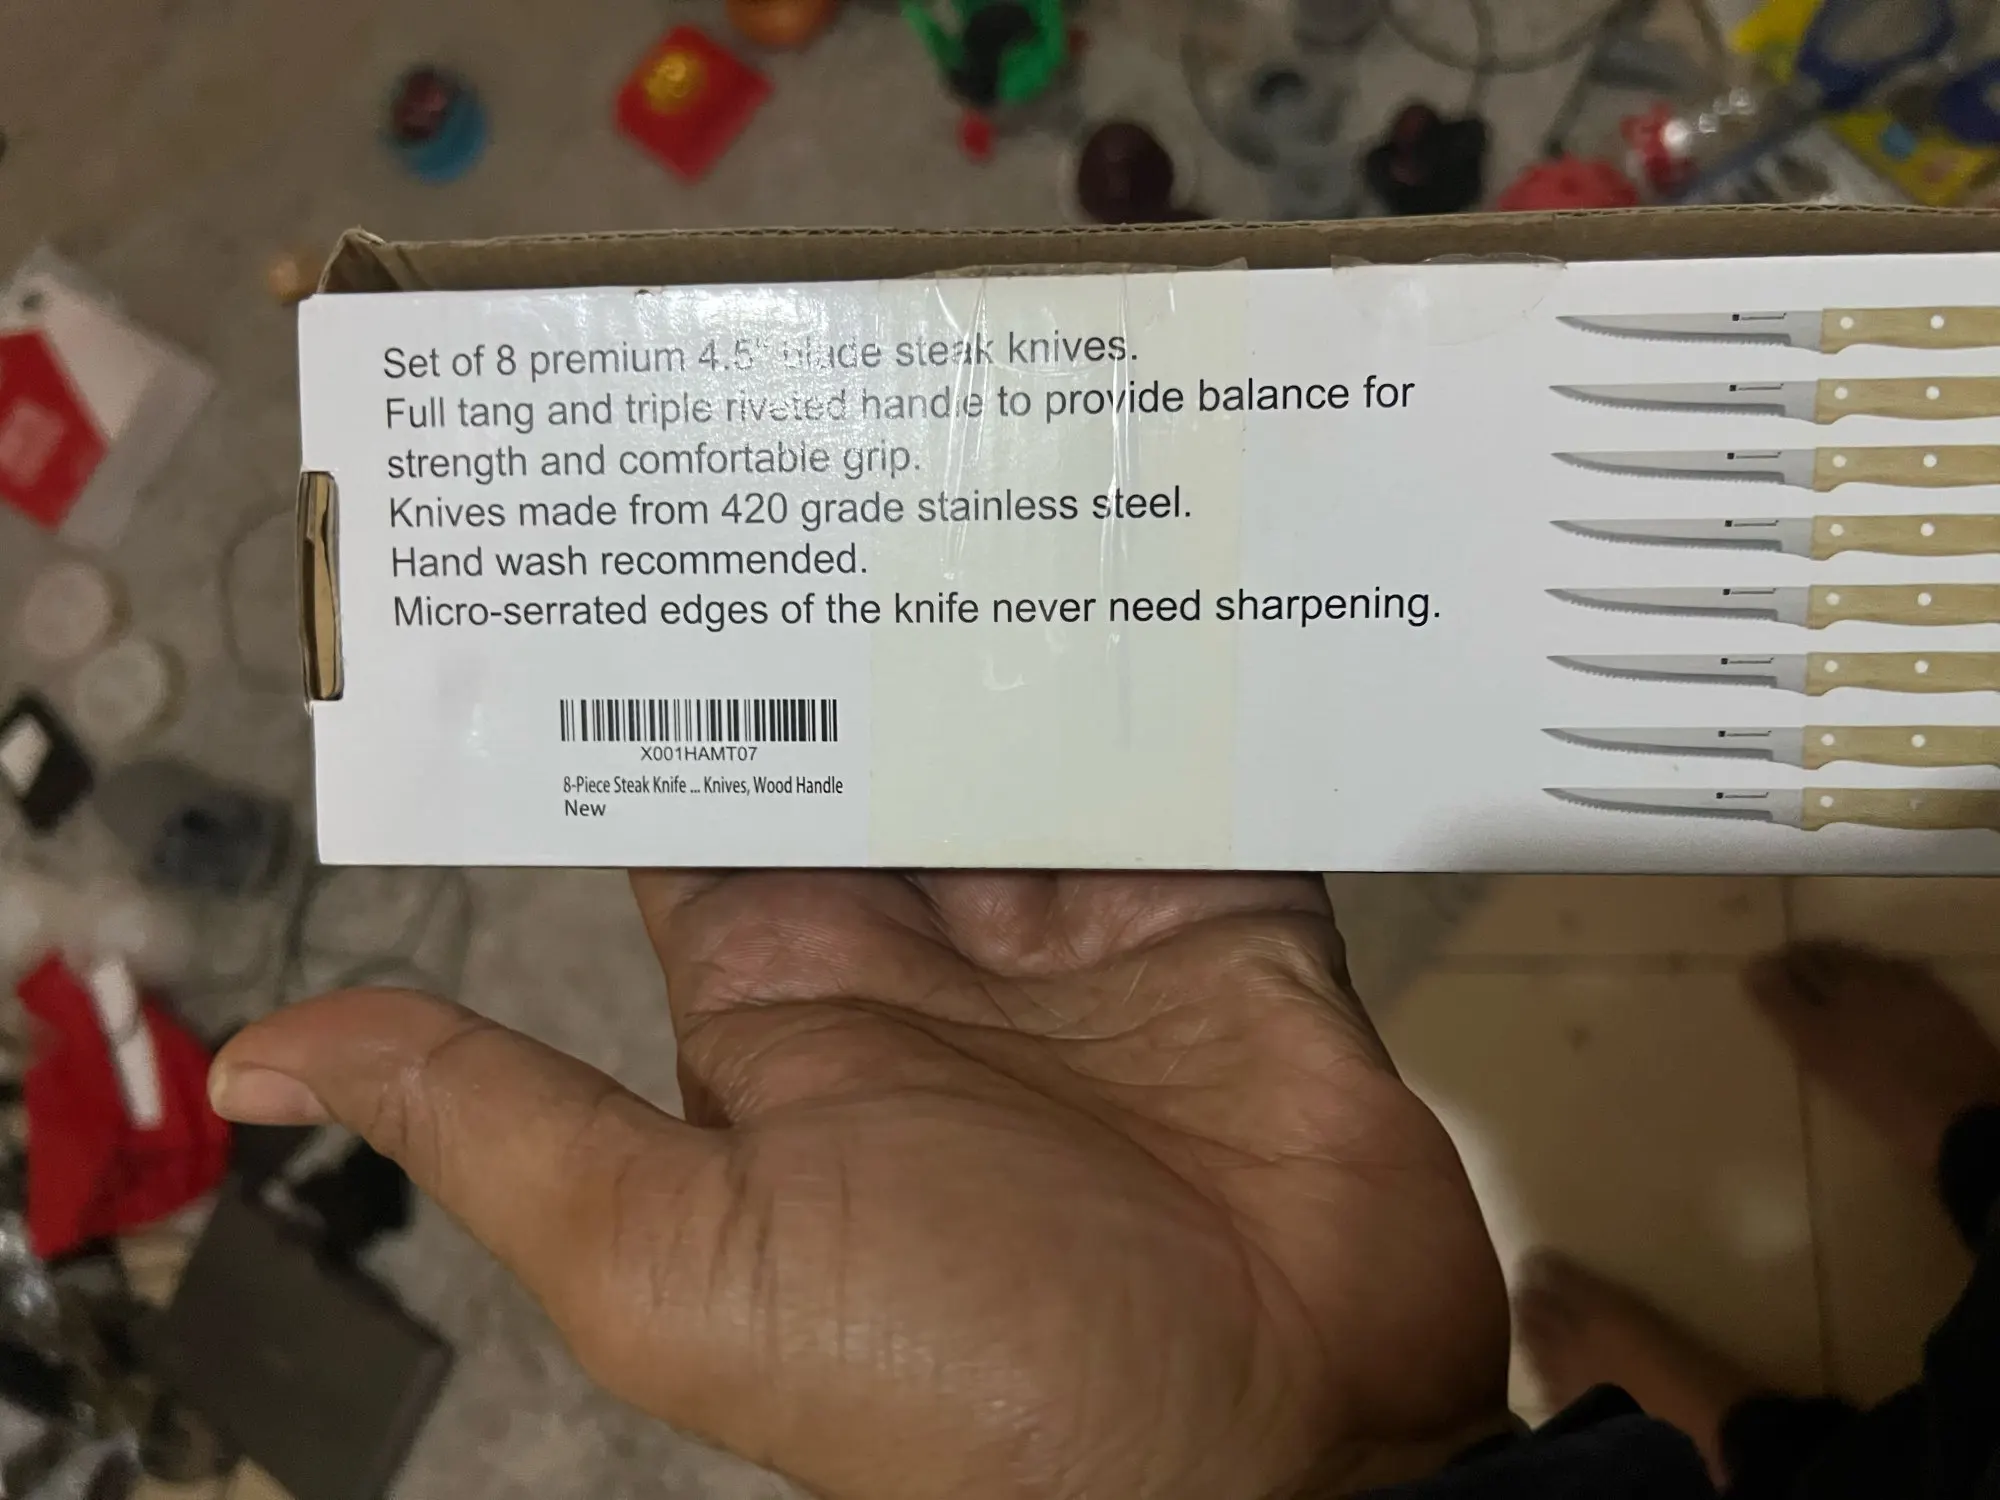 Set of 8 premium 4.5" blade steak knives.
Full tang and triple riveted handle to provide balance for
strength and comfortable grip.
Knives made from 420 grade stainless steel.
Hand wash recommended.
Micro-serrated edges of the knife never need sharpening.
X001HAMT07
8-Piece Steak Knife ... Knives, Wood Handle
New